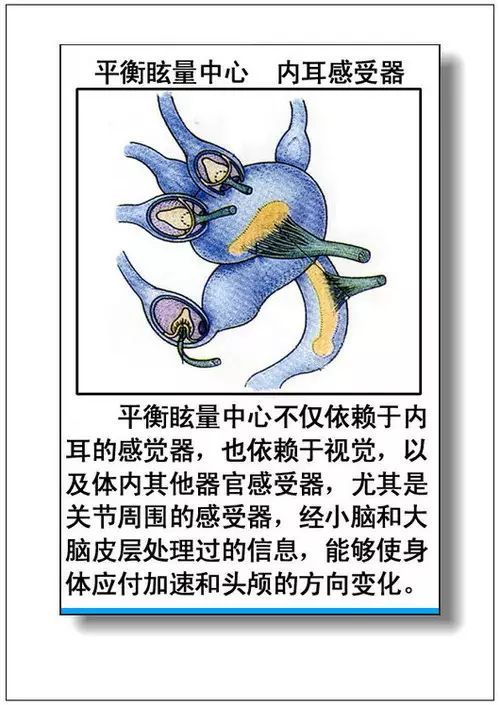 平衡眩量中心　内耳感受器
平衡眩量中心不仅依赖于内
耳的感觉器，也依赖于视觉，以
及体内其他器官感受器，尤其是
关节周围的感受器，经小脑和大
脑皮层处理过的信息，能够使身
体应付加速和头颅的方向变化。